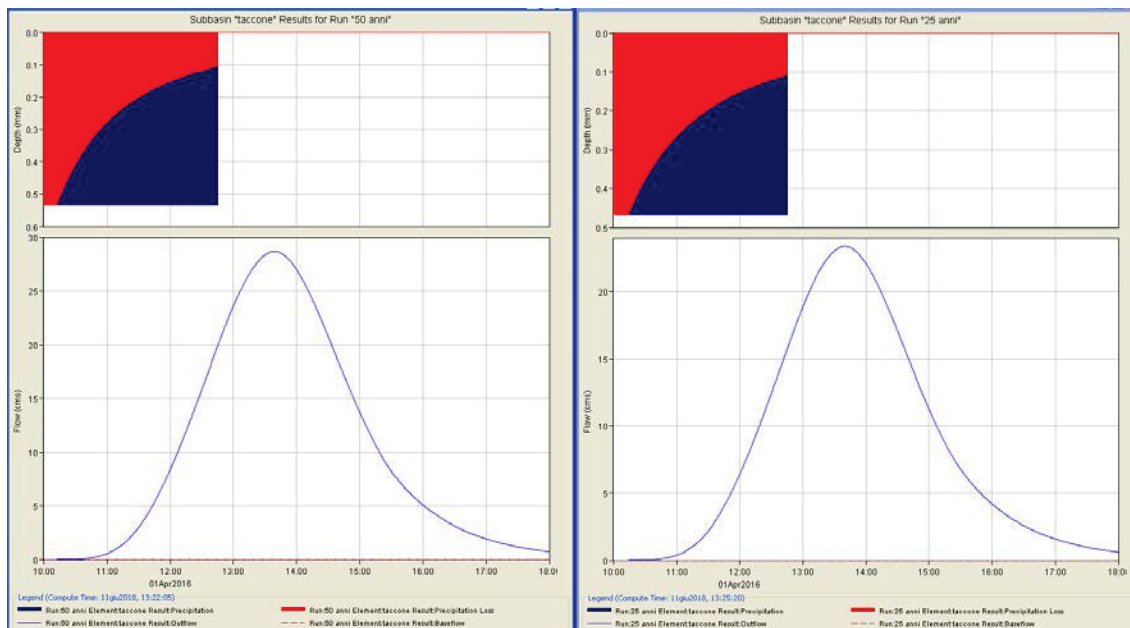 Subbasin "taccone" Results for Run "50 anni"
0.0
0.1
0.2
0.3
0.4
0.5
0.6
Depth (mm)
30
25
20
15
10
5
0
Flow (cms)
10:00 11:00 12:00 13:00 14:00 15:00 16:00 17:00 18:00
01Apr2016
Legend (Compute Time: 11giu2018, 13:22:05)
Run:50 anni Element:taccone Result:Precipitation Run:50 anni Element:taccone Result:Precipitation Loss
Run:50 anni Element:taccone Result:Outflow Run:50 anni Element:taccone Result:Baseflow
Subbasin "taccone" Results for Run "25 anni"
0.0
0.1
0.2
0.3
0.4
0.5
Depth (mm)
20
15
10
5
0
Flow (cms)
10:00 11:00 12:00 13:00 14:00 15:00 16:00 17:00 18:00
01Apr2016
Legend (Compute Time: 11giu2018, 13:25:20)
Run:25 anni Element:taccone Result:Precipitation Run:25 anni Element:taccone Result:Precipitation Loss
Run:25 anni Element:taccone Result:Outflow Run:25 anni Element:taccone Result:Baseflow